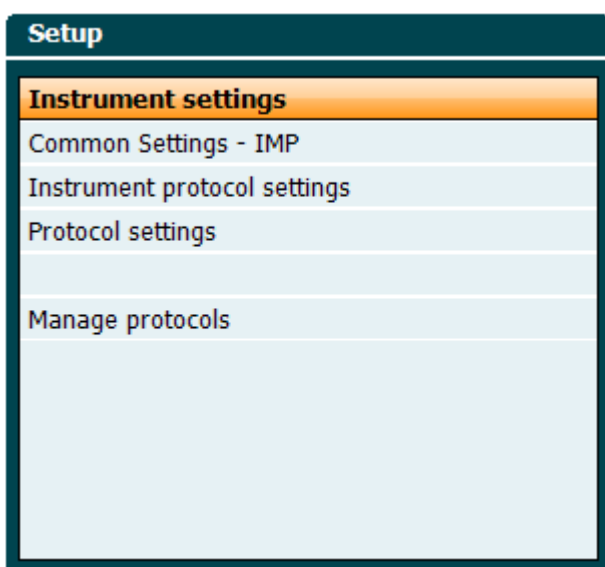 Setup
Instrument settings
Common Settings - IMP
Instrument protocol settings
Protocol settings
Manage protocols